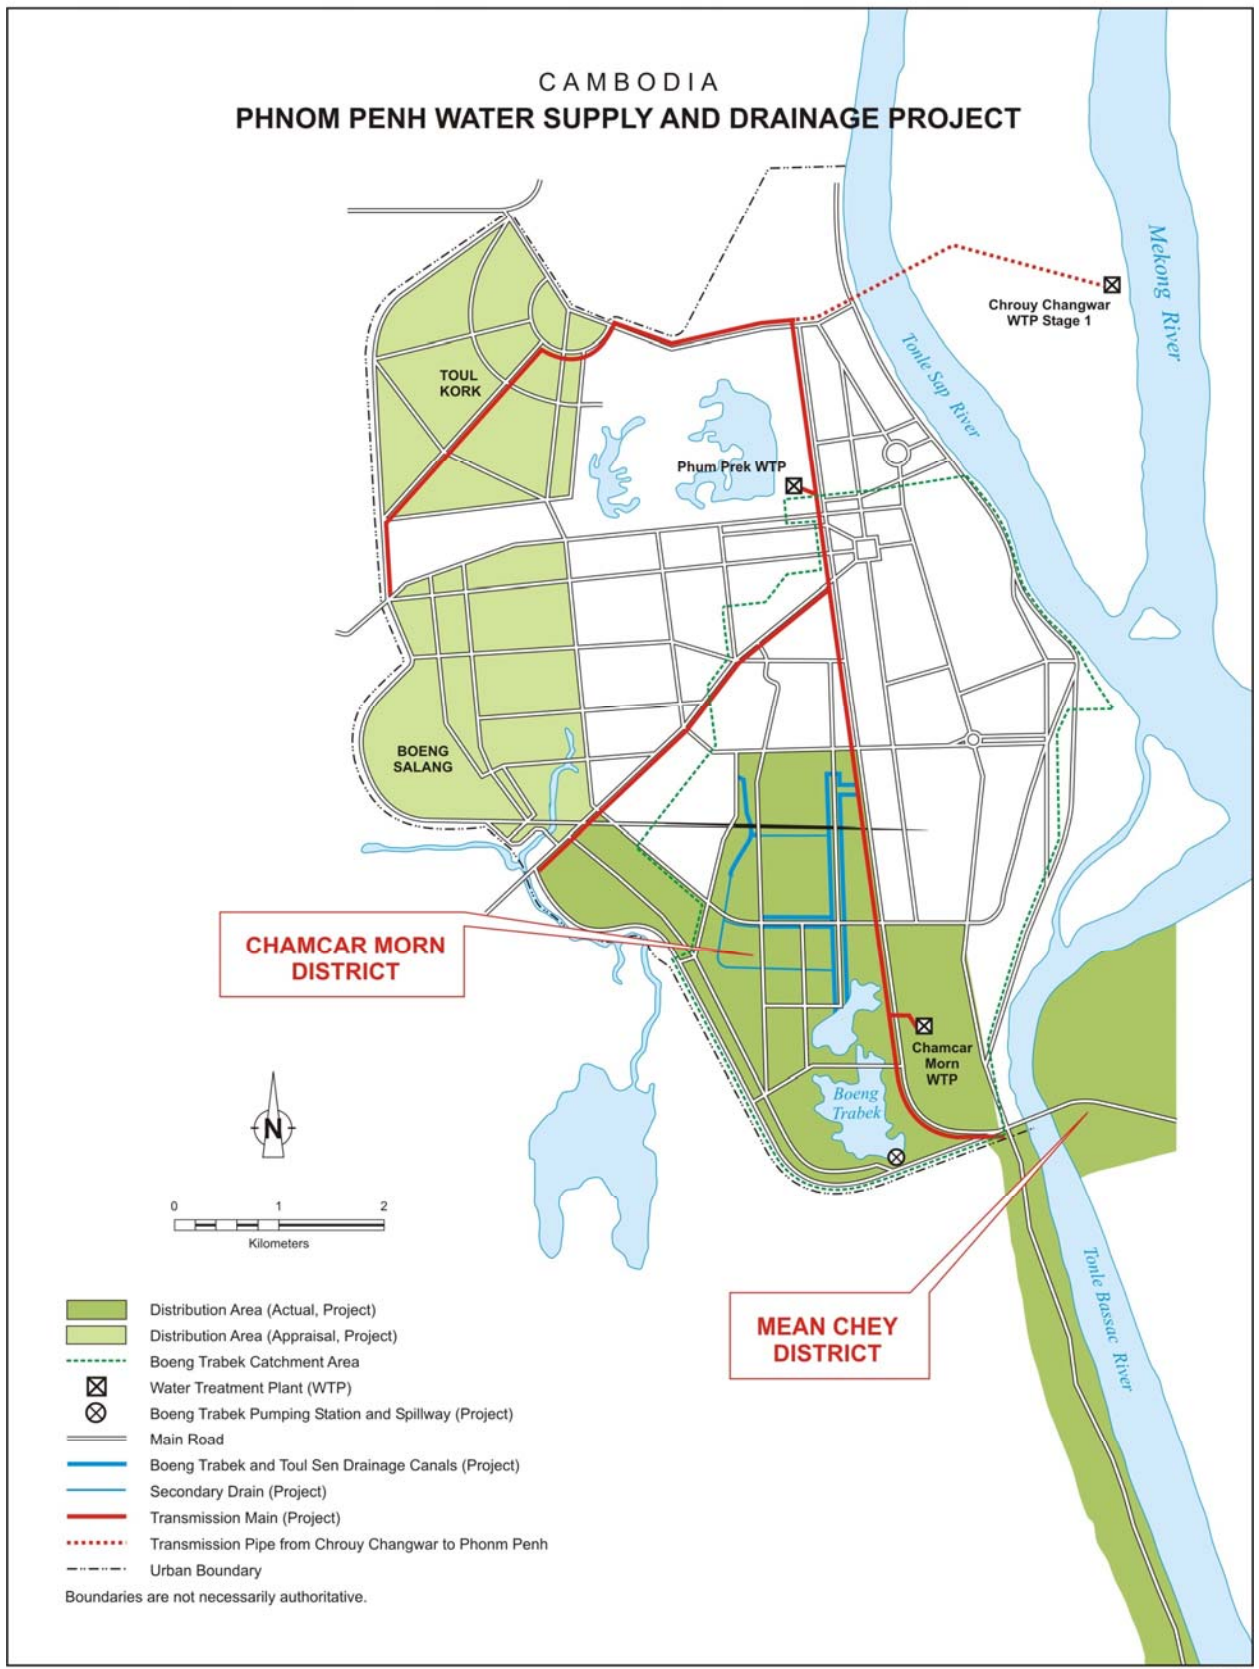 CAMBODIA
PHNOM PENH WATER SUPPLY AND DRAINAGE PROJECT
Mekong River
Chrouy Changwar
WTP Stage 1
Tonle Sap River
TOUL
KORK
Phum Prek WTP
BOENG
SALANG
CHAMCAR MORN
DISTRICT
Chamcar
Morn
WTP
Boeng
Trabek
N
0 1 2
Kilometers
Tonle Bassac River
MEAN CHEY
DISTRICT
Distribution Area (Actual, Project)
Distribution Area (Appraisal, Project)
Boeng Trabek Catchment Area
Water Treatment Plant (WTP)
Boeng Trabek Pumping Station and Spillway (Project)
Main Road
Boeng Trabek and Toul Sen Drainage Canals (Project)
Secondary Drain (Project)
Transmission Main (Project)
Transmission Pipe from Chrouy Changwar to Phonm Penh
Urban Boundary
Boundaries are not necessarily authoritative.